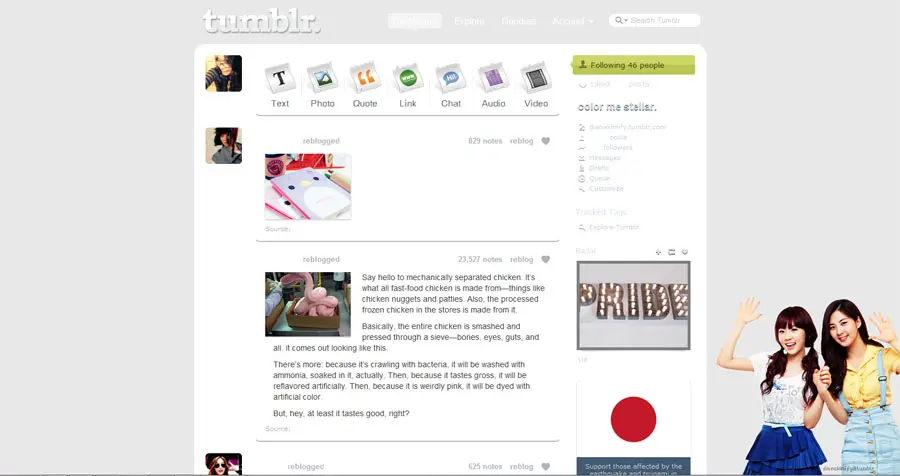 tumblr.
Dashboard Explore Goodies Account
Search Tumblr
Following 46 people
Text Photo Quote Link Chat Audio Video
Liked posts
color me stellar.
posts
followers
Messages
Drafts
Queue
Customize
Tracked Tags
Explore Tumblr
Radar
PRIDE
via
Support those affected by the
earthquake and tsunami in
reblogged 829 notes reblog
Source:
reblogged 23,527 notes reblog
Say hello to mechanically separated chicken. It's
what all fast-food chicken is made from—things like
chicken nuggets and patties. Also, the processed
frozen chicken in the stores is made from it.
Basically, the entire chicken is smashed and
pressed through a sieve—bones, eyes, guts, and
all. it comes out looking like this.
There's more: because it's crawling with bacteria, it will be washed with
ammonia, soaked in it, actually. Then, because it tastes gross, it will be
reflavored artificially. Then, because it is weirdly pink, it will be dyed with
artificial color.
But, hey, at least it tastes good, right?
Source:
reblogged 625 notes reblog